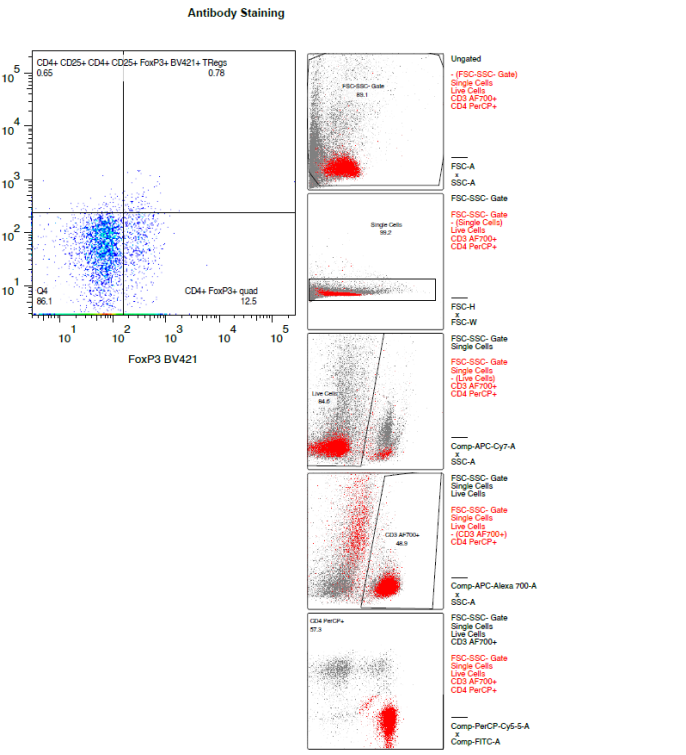 Antibody Staining
CD4+ CD25+ CD4+ CD25+ FoxP3+ BV421+ TRegs
0.65 0.78
10^5
10^4
10^3
10^2
10^1
Q4 CD4+ FoxP3+ quad
86.1 12.5
10^1 10^2 10^3 10^4 10^5
FoxP3 BV421
FSC-SSC- Gate
89.1
Ungated
- (FSC-SSC- Gate)
Single Cells
Live Cells
CD3 AF700+
CD4 PerCP+
FSC-A
x
SSC-A
Single Cells
99.2
FSC-SSC- Gate
FSC-SSC- Gate
- (Single Cells)
Live Cells
CD3 AF700+
CD4 PerCP+
FSC-H
x
FSC-W
Live Cells
84.6
FSC-SSC- Gate
Single Cells
FSC-SSC- Gate
Single Cells
- (Live Cells)
CD3 AF700+
CD4 PerCP+
Comp-APC-Cy7-A
x
SSC-A
CD3 AF700+
48.9
FSC-SSC- Gate
Single Cells
Live Cells
FSC-SSC- Gate
Single Cells
Live Cells
- (CD3 AF700+)
CD4 PerCP+
Comp-APC-Alexa 700-A
x
SSC-A
CD4 PerCP+
57.3
FSC-SSC- Gate
Single Cells
Live Cells
CD3 AF700+
FSC-SSC- Gate
Single Cells
Live Cells
CD3 AF700+
CD4 PerCP+
Comp-PerCP-Cy5-5-A
x
Comp-FITC-A